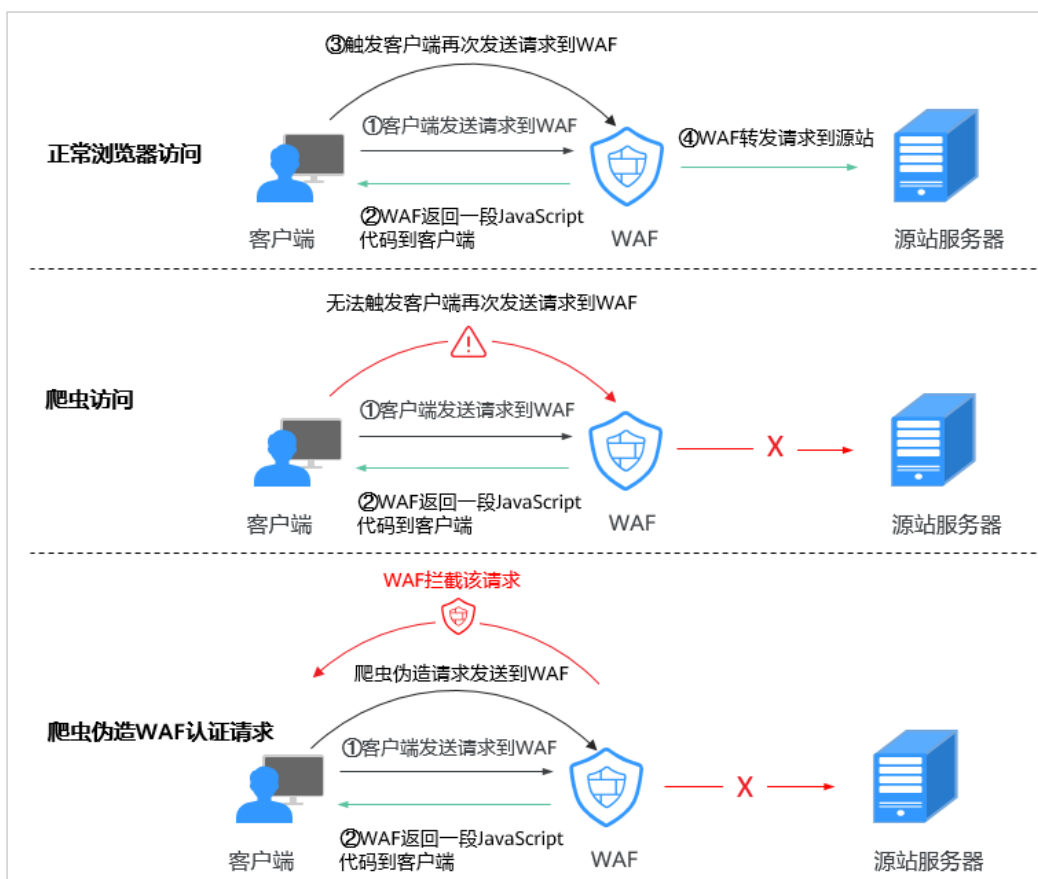 ③触发客户端再次发送请求到WAF
①客户端发送请求到WAF
④WAF转发请求到源站
正常浏览器访问
②WAF返回一段JavaScript
代码到客户端
客户端
WAF
源站服务器
无法触发客户端再次发送请求到WAF
爬虫访问
①客户端发送请求到WAF
X
②WAF返回一段JavaScript
代码到客户端
客户端
WAF
源站服务器
WAF拦截该请求
爬虫伪造请求发送到WAF
爬虫伪造WAF认证请求
①客户端发送请求到WAF
X
②WAF返回一段JavaScript
代码到客户端
客户端
WAF
源站服务器